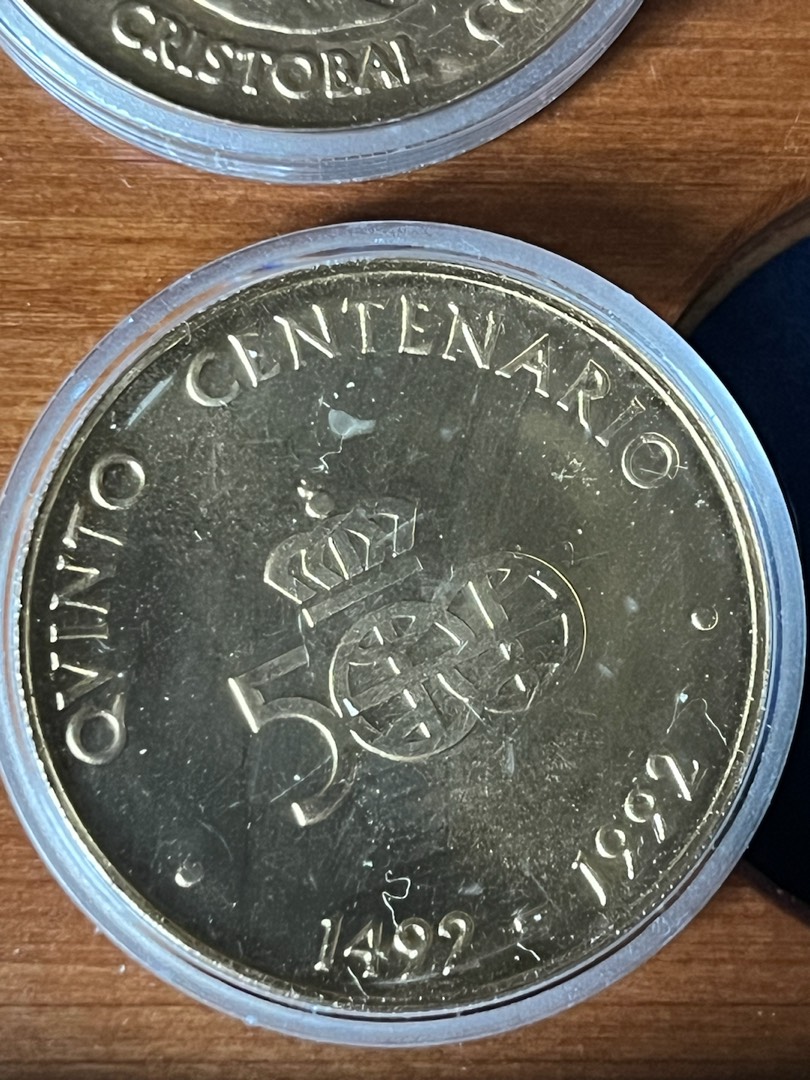 CRISTOBAL
QVINTO CENTENARIO
500
1492 1992